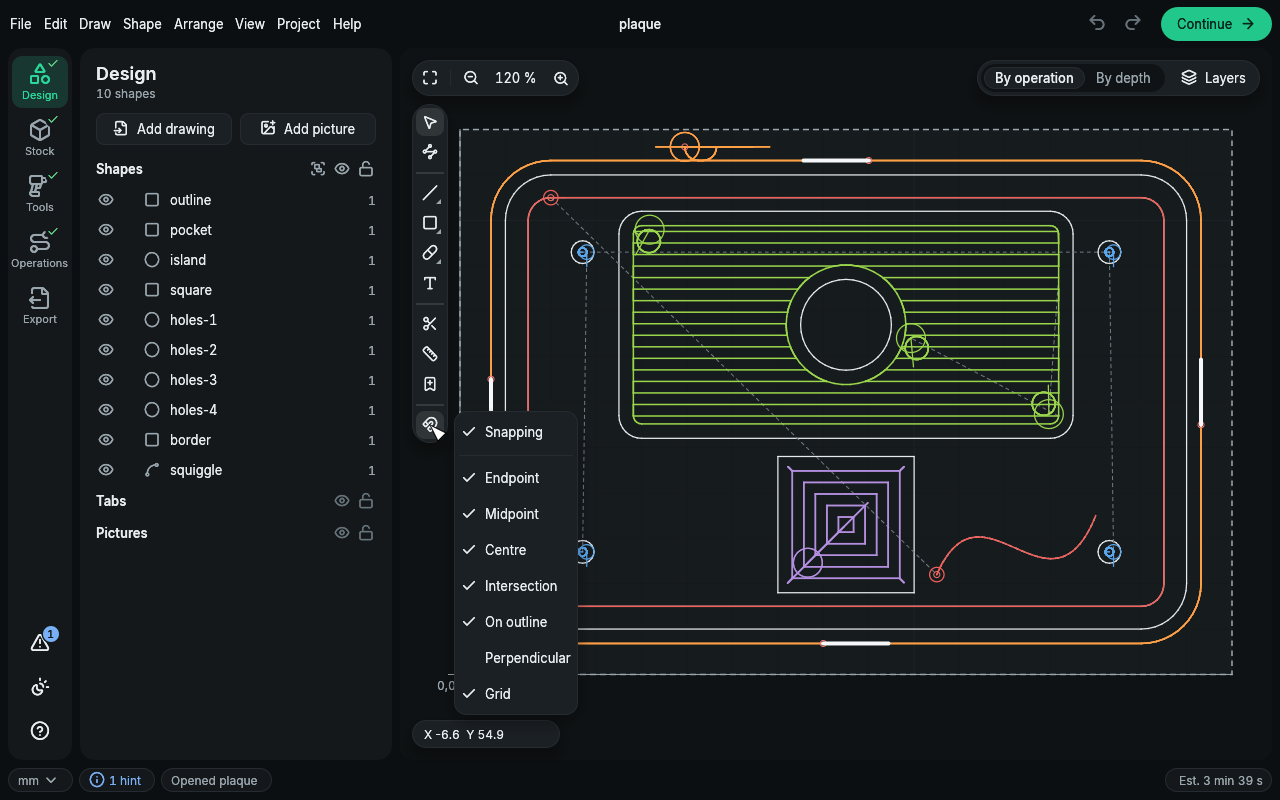 File Edit Draw Shape Arrange View Project Help
plaque
Continue
Design
Stock
Tools
Operations
Export
1
Design
10 shapes
Add drawing
Add picture
Shapes
outline 1
pocket 1
island 1
square 1
holes-1 1
holes-2 1
holes-3 1
holes-4 1
border 1
squiggle 1
Tabs
Pictures
120 %
By operation
By depth
Layers
Snapping
Endpoint
Midpoint
Centre
Intersection
On outline
Perpendicular
Grid
0,0
X -6.6 Y 54.9
mm
1 hint
Opened plaque
Est. 3 min 39 s